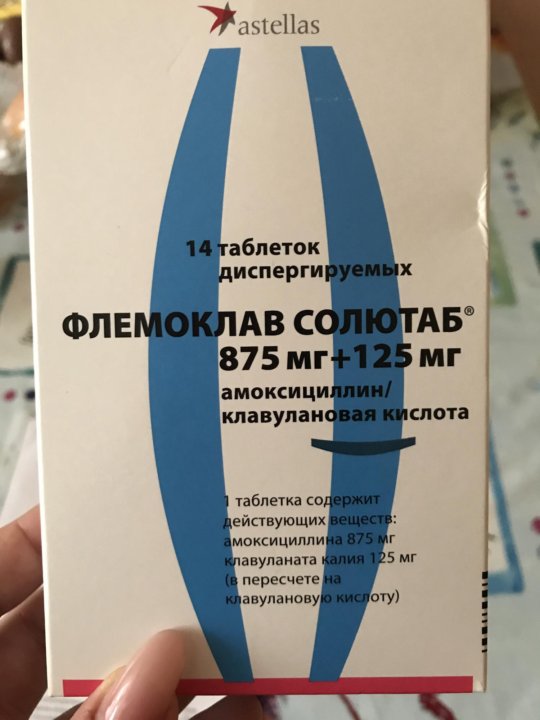 astellas
14 таблеток
диспергируемых
ФЛЕМОКЛАВ СОЛЮТАБ®
875 мг+125 мг
амоксициллин/
клавулановая кислота
1 таблетка содержит
действующих веществ:
амоксициллина 875 мг
клавуланата калия 125 мг
(в пересчете на
клавулановую кислоту)